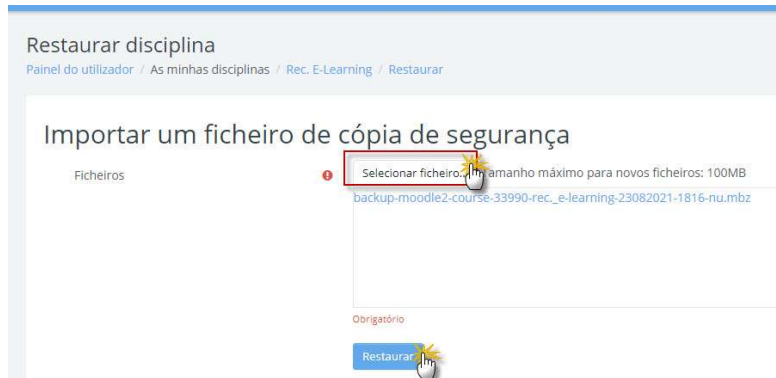 Restaurar disciplina
Painel do utilizador / As minhas disciplinas / Rec. E-Learning / Restaurar
Importar um ficheiro de cópia de segurança
Ficheiros
Selecionar ficheiro... amanho máximo para novos ficheiros: 100MB
backup-moodle2-course-33990-rec._e-learning-23082021-1816-nu.mbz
Obrigatório
Restaurar